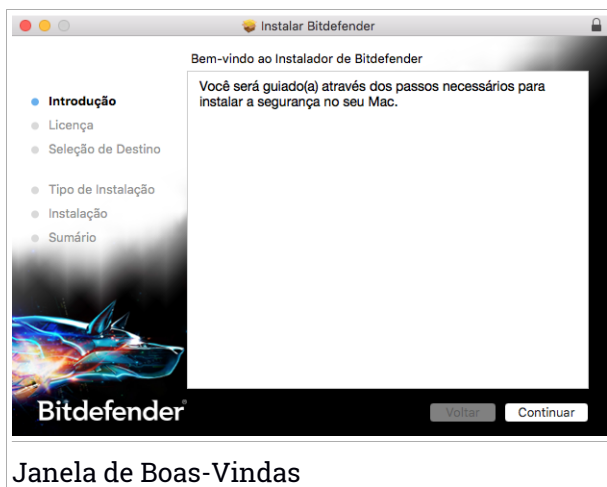 Instalar Bitdefender
Bem-vindo ao Instalador de Bitdefender
Introdução
Licença
Seleção de Destino
Tipo de Instalação
Instalação
Sumário
Você será guiado(a) através dos passos necessários para
instalar a segurança no seu Mac.
Bitdefender®
Voltar
Continuar
Janela de Boas-Vindas